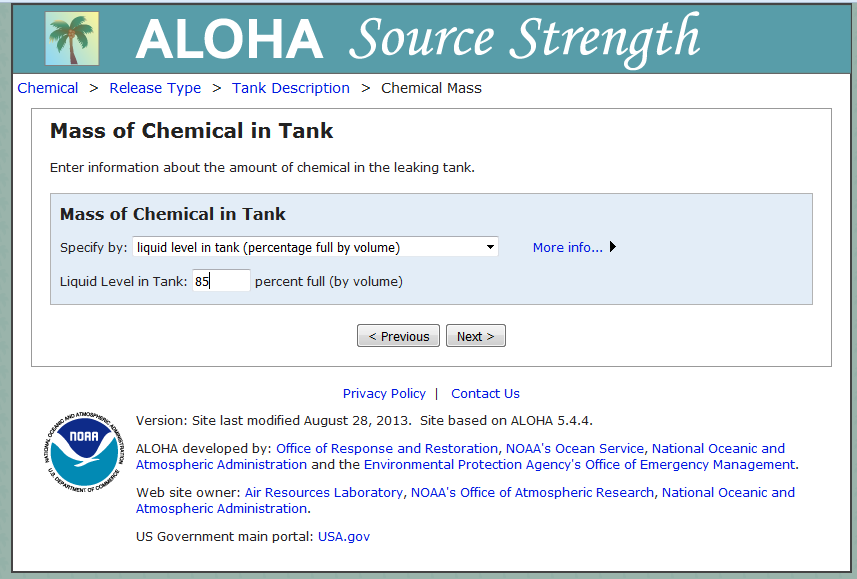 ALOHA Source Strength
Chemical > Release Type > Tank Description > Chemical Mass
Mass of Chemical in Tank
Enter information about the amount of chemical in the leaking tank.
Mass of Chemical in Tank
Specify by: liquid level in tank (percentage full by volume) More info...
Liquid Level in Tank: 85 percent full (by volume)
< Previous Next >
Privacy Policy | Contact Us
NATIONAL OCEANIC AND ATMOSPHERIC ADMINISTRATION
NOAA
U.S. DEPARTMENT OF COMMERCE
Version: Site last modified August 28, 2013. Site based on ALOHA 5.4.4.
ALOHA developed by: Office of Response and Restoration, NOAA's Ocean Service, National Oceanic and
Atmospheric Administration and the Environmental Protection Agency's Office of Emergency Management.
Web site owner: Air Resources Laboratory, NOAA's Office of Atmospheric Research, National Oceanic and
Atmospheric Administration.
US Government main portal: USA.gov